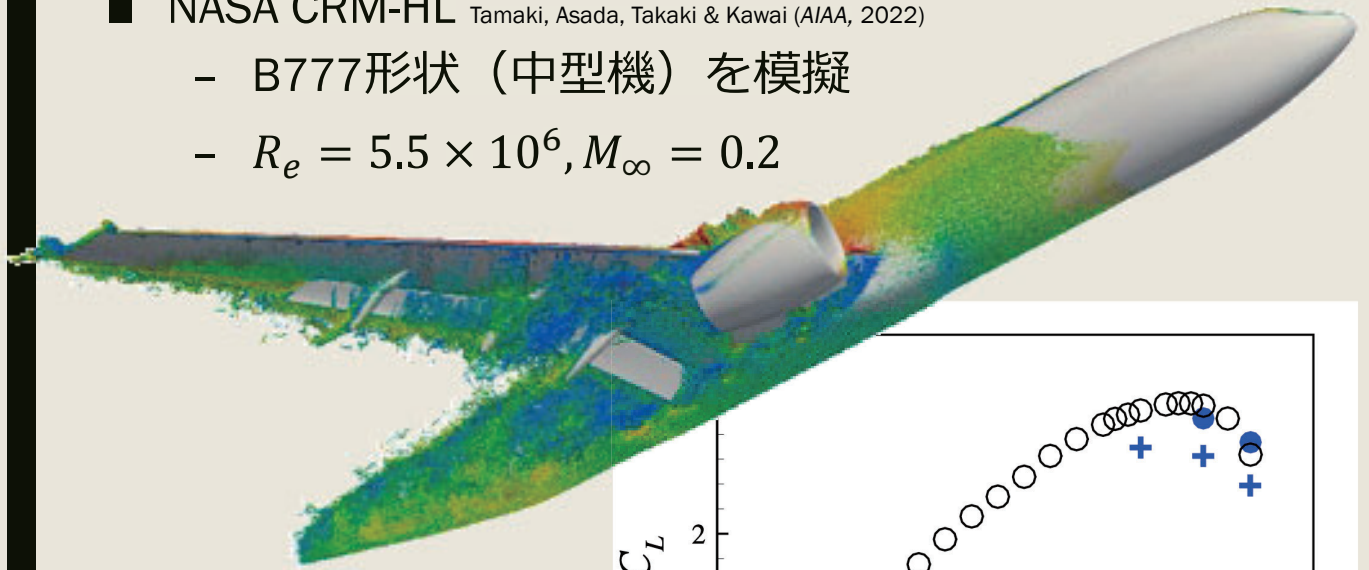 ■ NASA CRM-HL Tamaki, Asada, Takaki & Kawai (AIAA, 2022)
– B777形状（中型機）を模擬
– Rₑ = 5.5 × 10⁶, M∞ = 0.2
2
C_L